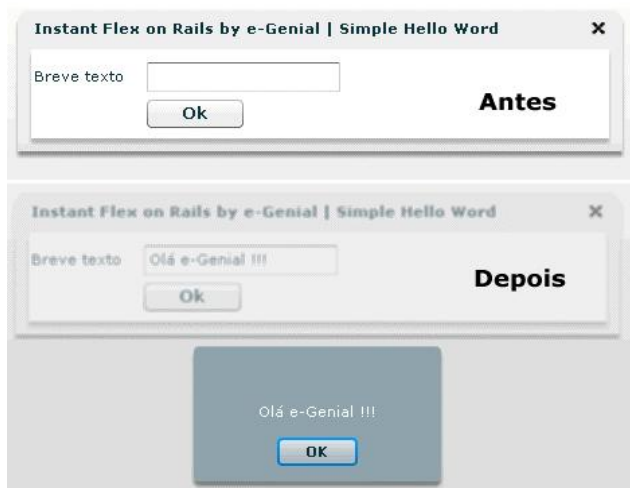 Instant Flex on Rails by e-Genial | Simple Hello Word
Breve texto
Ok
Antes
Instant Flex on Rails by e-Genial | Simple Hello Word
Breve texto Olá e-Genial !!!
Ok
Depois
Olá e-Genial !!!
OK